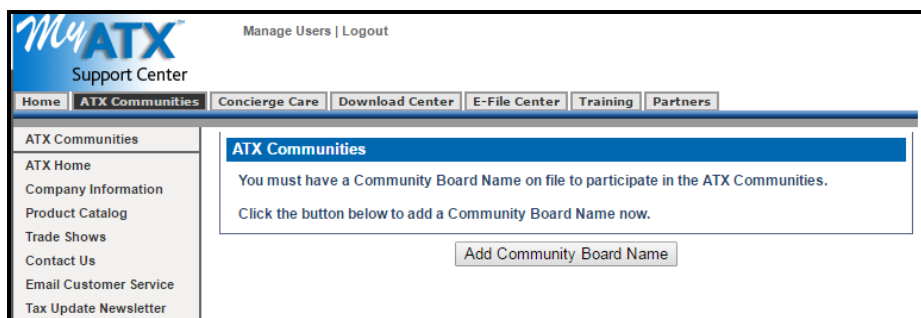 MyATX™
Support Center
Manage Users | Logout
Home
ATX Communities
Concierge Care
Download Center
E-File Center
Training
Partners
ATX Communities
ATX Home
Company Information
Product Catalog
Trade Shows
Contact Us
Email Customer Service
Tax Update Newsletter
ATX Communities
You must have a Community Board Name on file to participate in the ATX Communities.
Click the button below to add a Community Board Name now.
Add Community Board Name